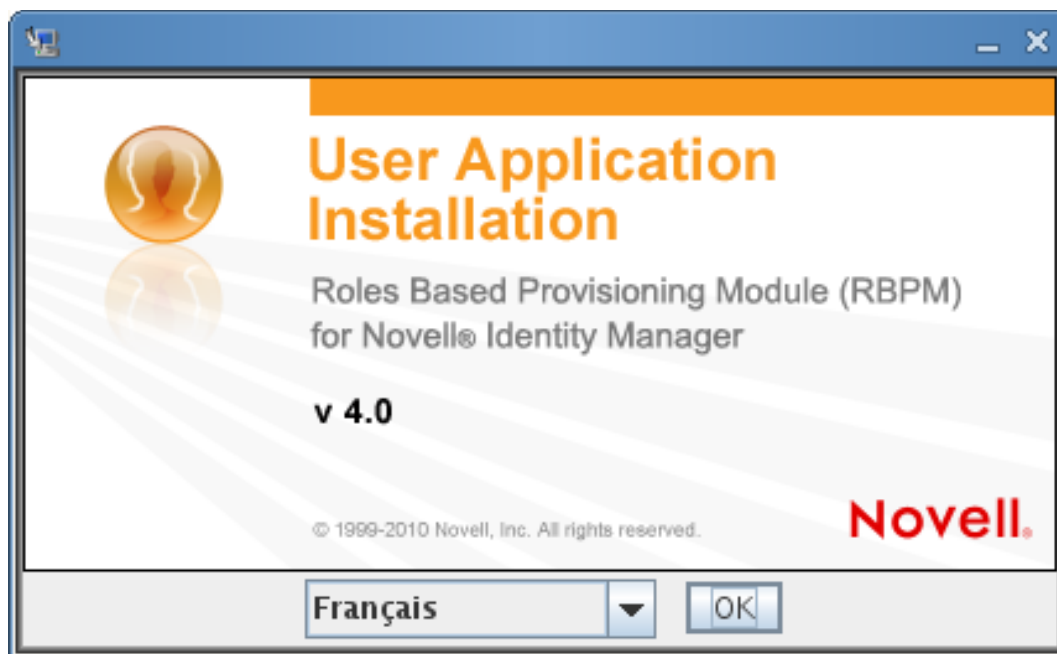 User Application
Installation
Roles Based Provisioning Module (RBPM)
for Novell® Identity Manager
v 4.0
© 1999-2010 Novell, Inc. All rights reserved.
Novell®
Français
OK